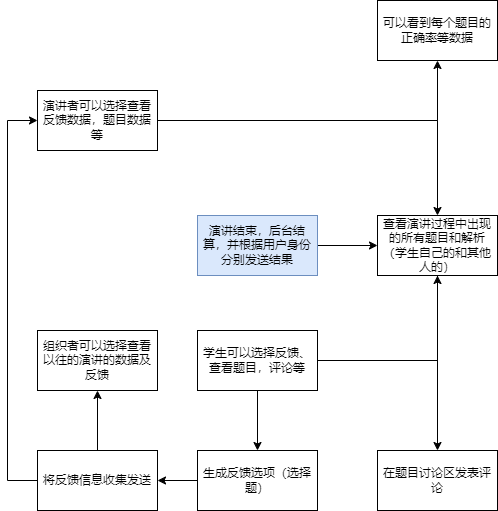 可以看到每个题目的
正确率等数据
演讲者可以选择查看
反馈数据，题目数据
等
演讲结束，后台结
算，并根据用户身份
分别发送结果
查看演讲过程中出现
的所有题目和解析
（学生自己的和其他
人的）
组织者可以选择查看
以往的演讲的数据及
反馈
学生可以选择反馈、
查看题目，评论等
将反馈信息收集发送
生成反馈选项（选择
题）
在题目讨论区发表评
论